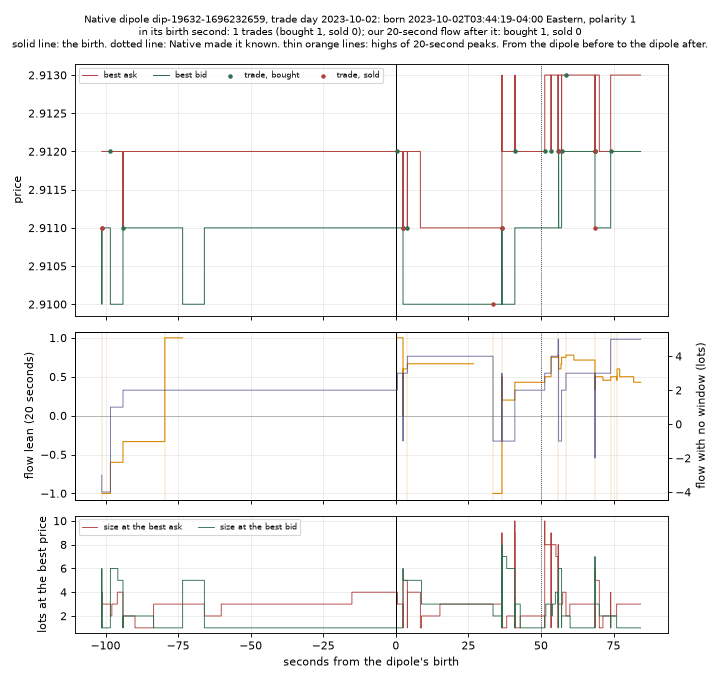 Native dipole dip-19632-1696232659, trade day 2023-10-02: born 2023-10-02T03:44:19-04:00 Eastern, polarity 1
in its birth second: 1 trades (bought 1, sold 0); our 20-second flow after it: bought 1, sold 0
solid line: the birth. dotted line: Native made it known. thin orange lines: highs of 20-second peaks. From the dipole before to the dipole after.
best ask
best bid
trade, bought
trade, sold
2.9130
2.9125
2.9120
2.9115
2.9110
2.9105
2.9100
price
1.0
0.5
0.0
−0.5
−1.0
flow lean (20 seconds)
4
2
0
−2
−4
flow with no window (lots)
size at the best ask
size at the best bid
10
8
6
4
2
lots at the best price
−100
−75
−50
−25
0
25
50
75
seconds from the dipole's birth